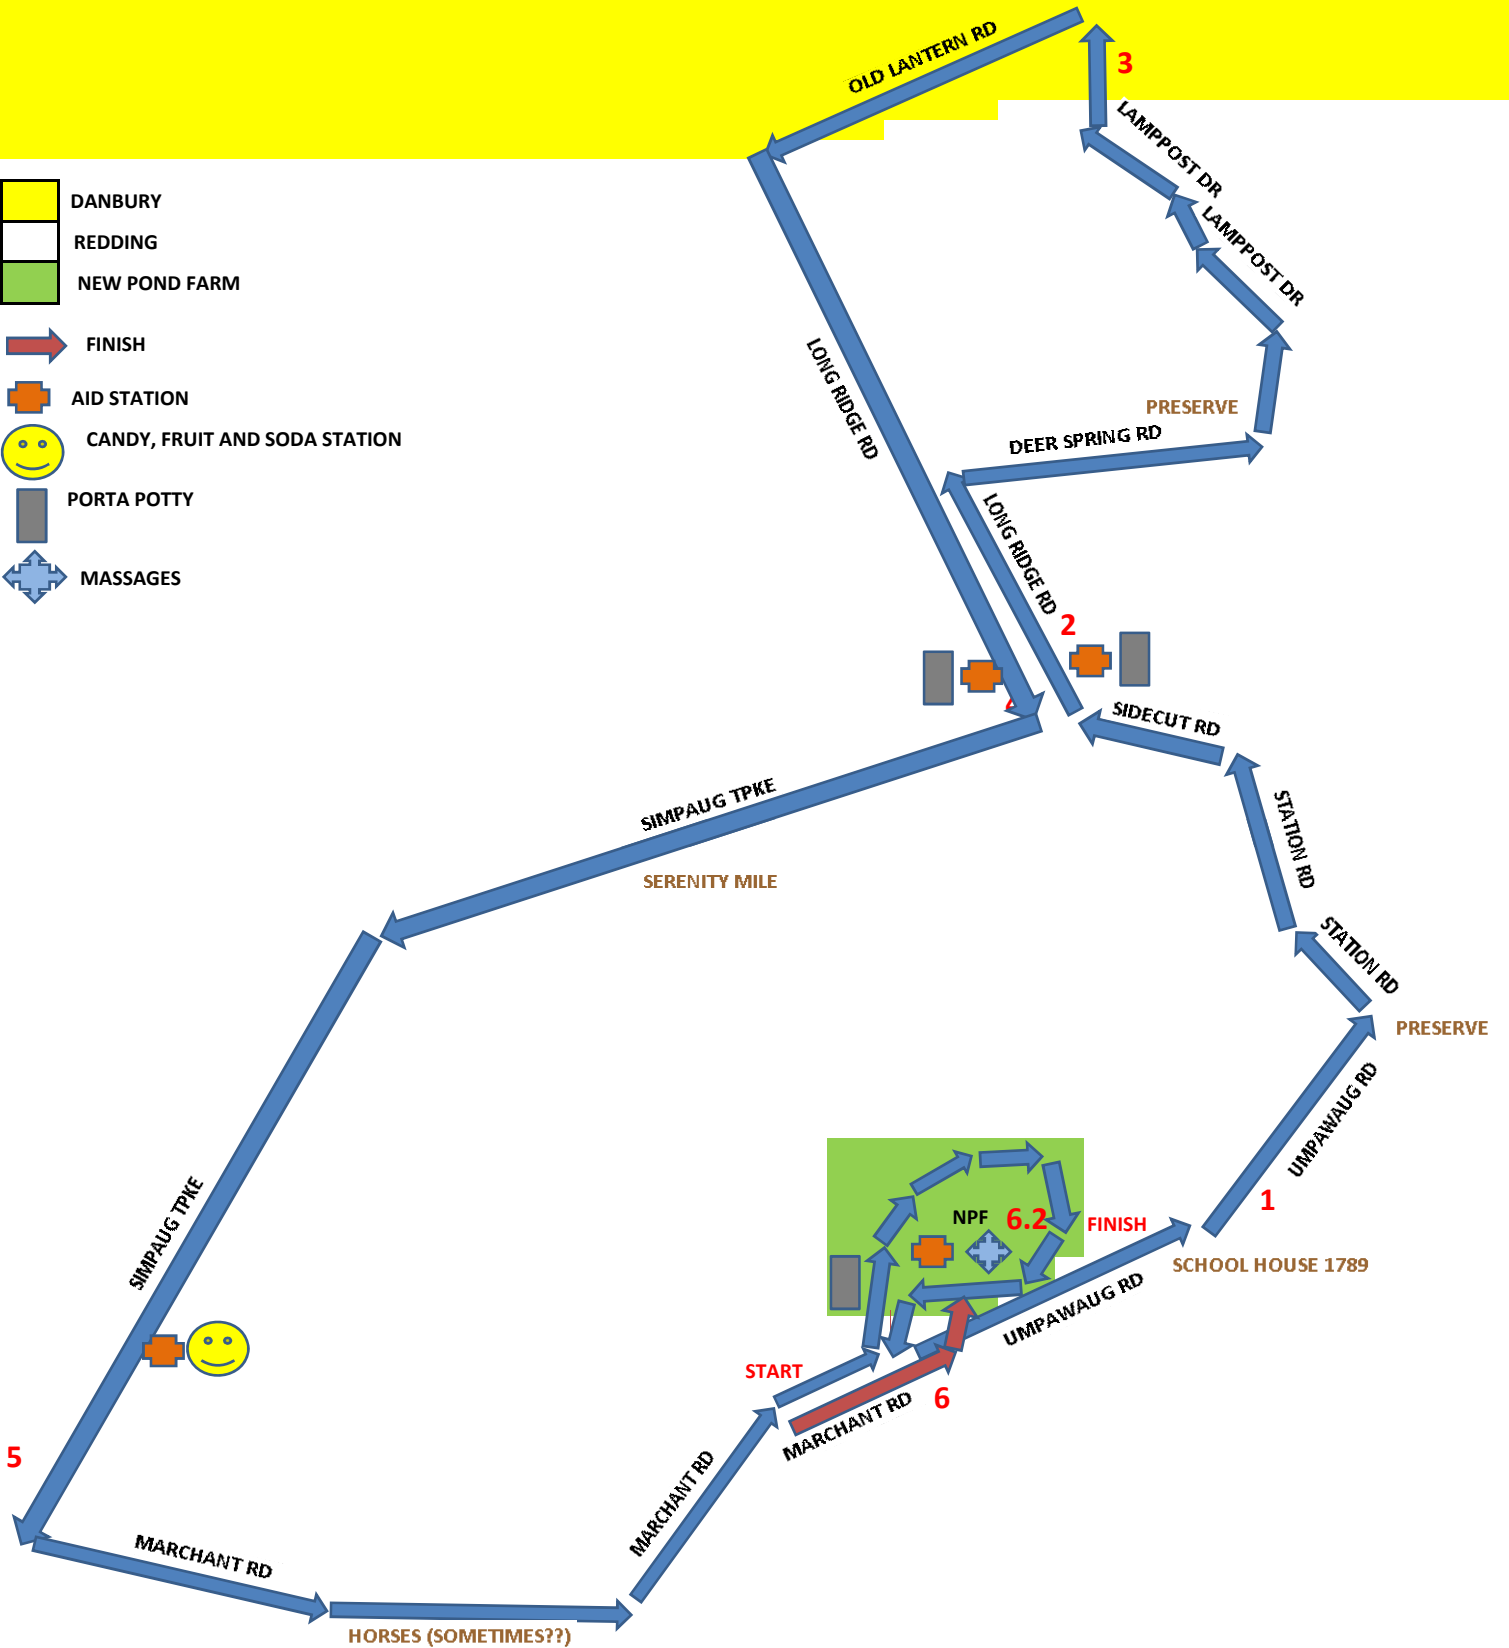 OLD LANTERN RD
3
LAMPPOST DR
LAMPPOST DR
DANBURY
REDDING
NEW POND FARM
FINISH
AID STATION
CANDY, FRUIT AND SODA STATION
PORTA POTTY
MASSAGES
LONG RIDGE RD
PRESERVE
DEER SPRING RD
LONG RIDGE RD
2
SIDECUT RD
SIMPAUG TPKE
SERENITY MILE
STATION RD
STATION RD
PRESERVE
UMPAWAUG RD
1
SIMPAUG TPKE
NPF
6.2
FINISH
SCHOOL HOUSE 1789
UMPAWAUG RD
START
6
MARCHANT RD
5
MARCHANT RD
MARCHANT RD
HORSES (SOMETIMES??)